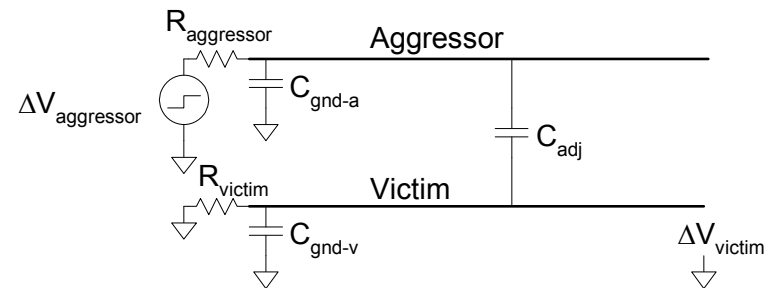 R_aggressor
Aggressor
C_gnd-a
ΔV_aggressor
C_adj
R_victim
Victim
C_gnd-v
ΔV_victim